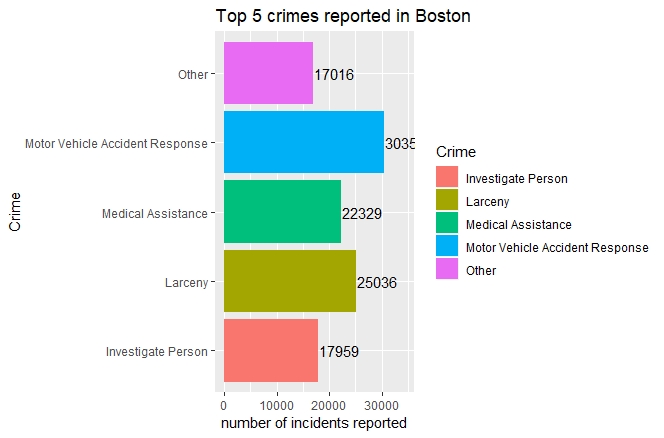 Top 5 crimes reported in Boston
Crime
Other
17016
Motor Vehicle Accident Response
3035
Medical Assistance
22329
Larceny
25036
Investigate Person
17959
0 10000 20000 30000
number of incidents reported
Crime
Investigate Person
Larceny
Medical Assistance
Motor Vehicle Accident Response
Other